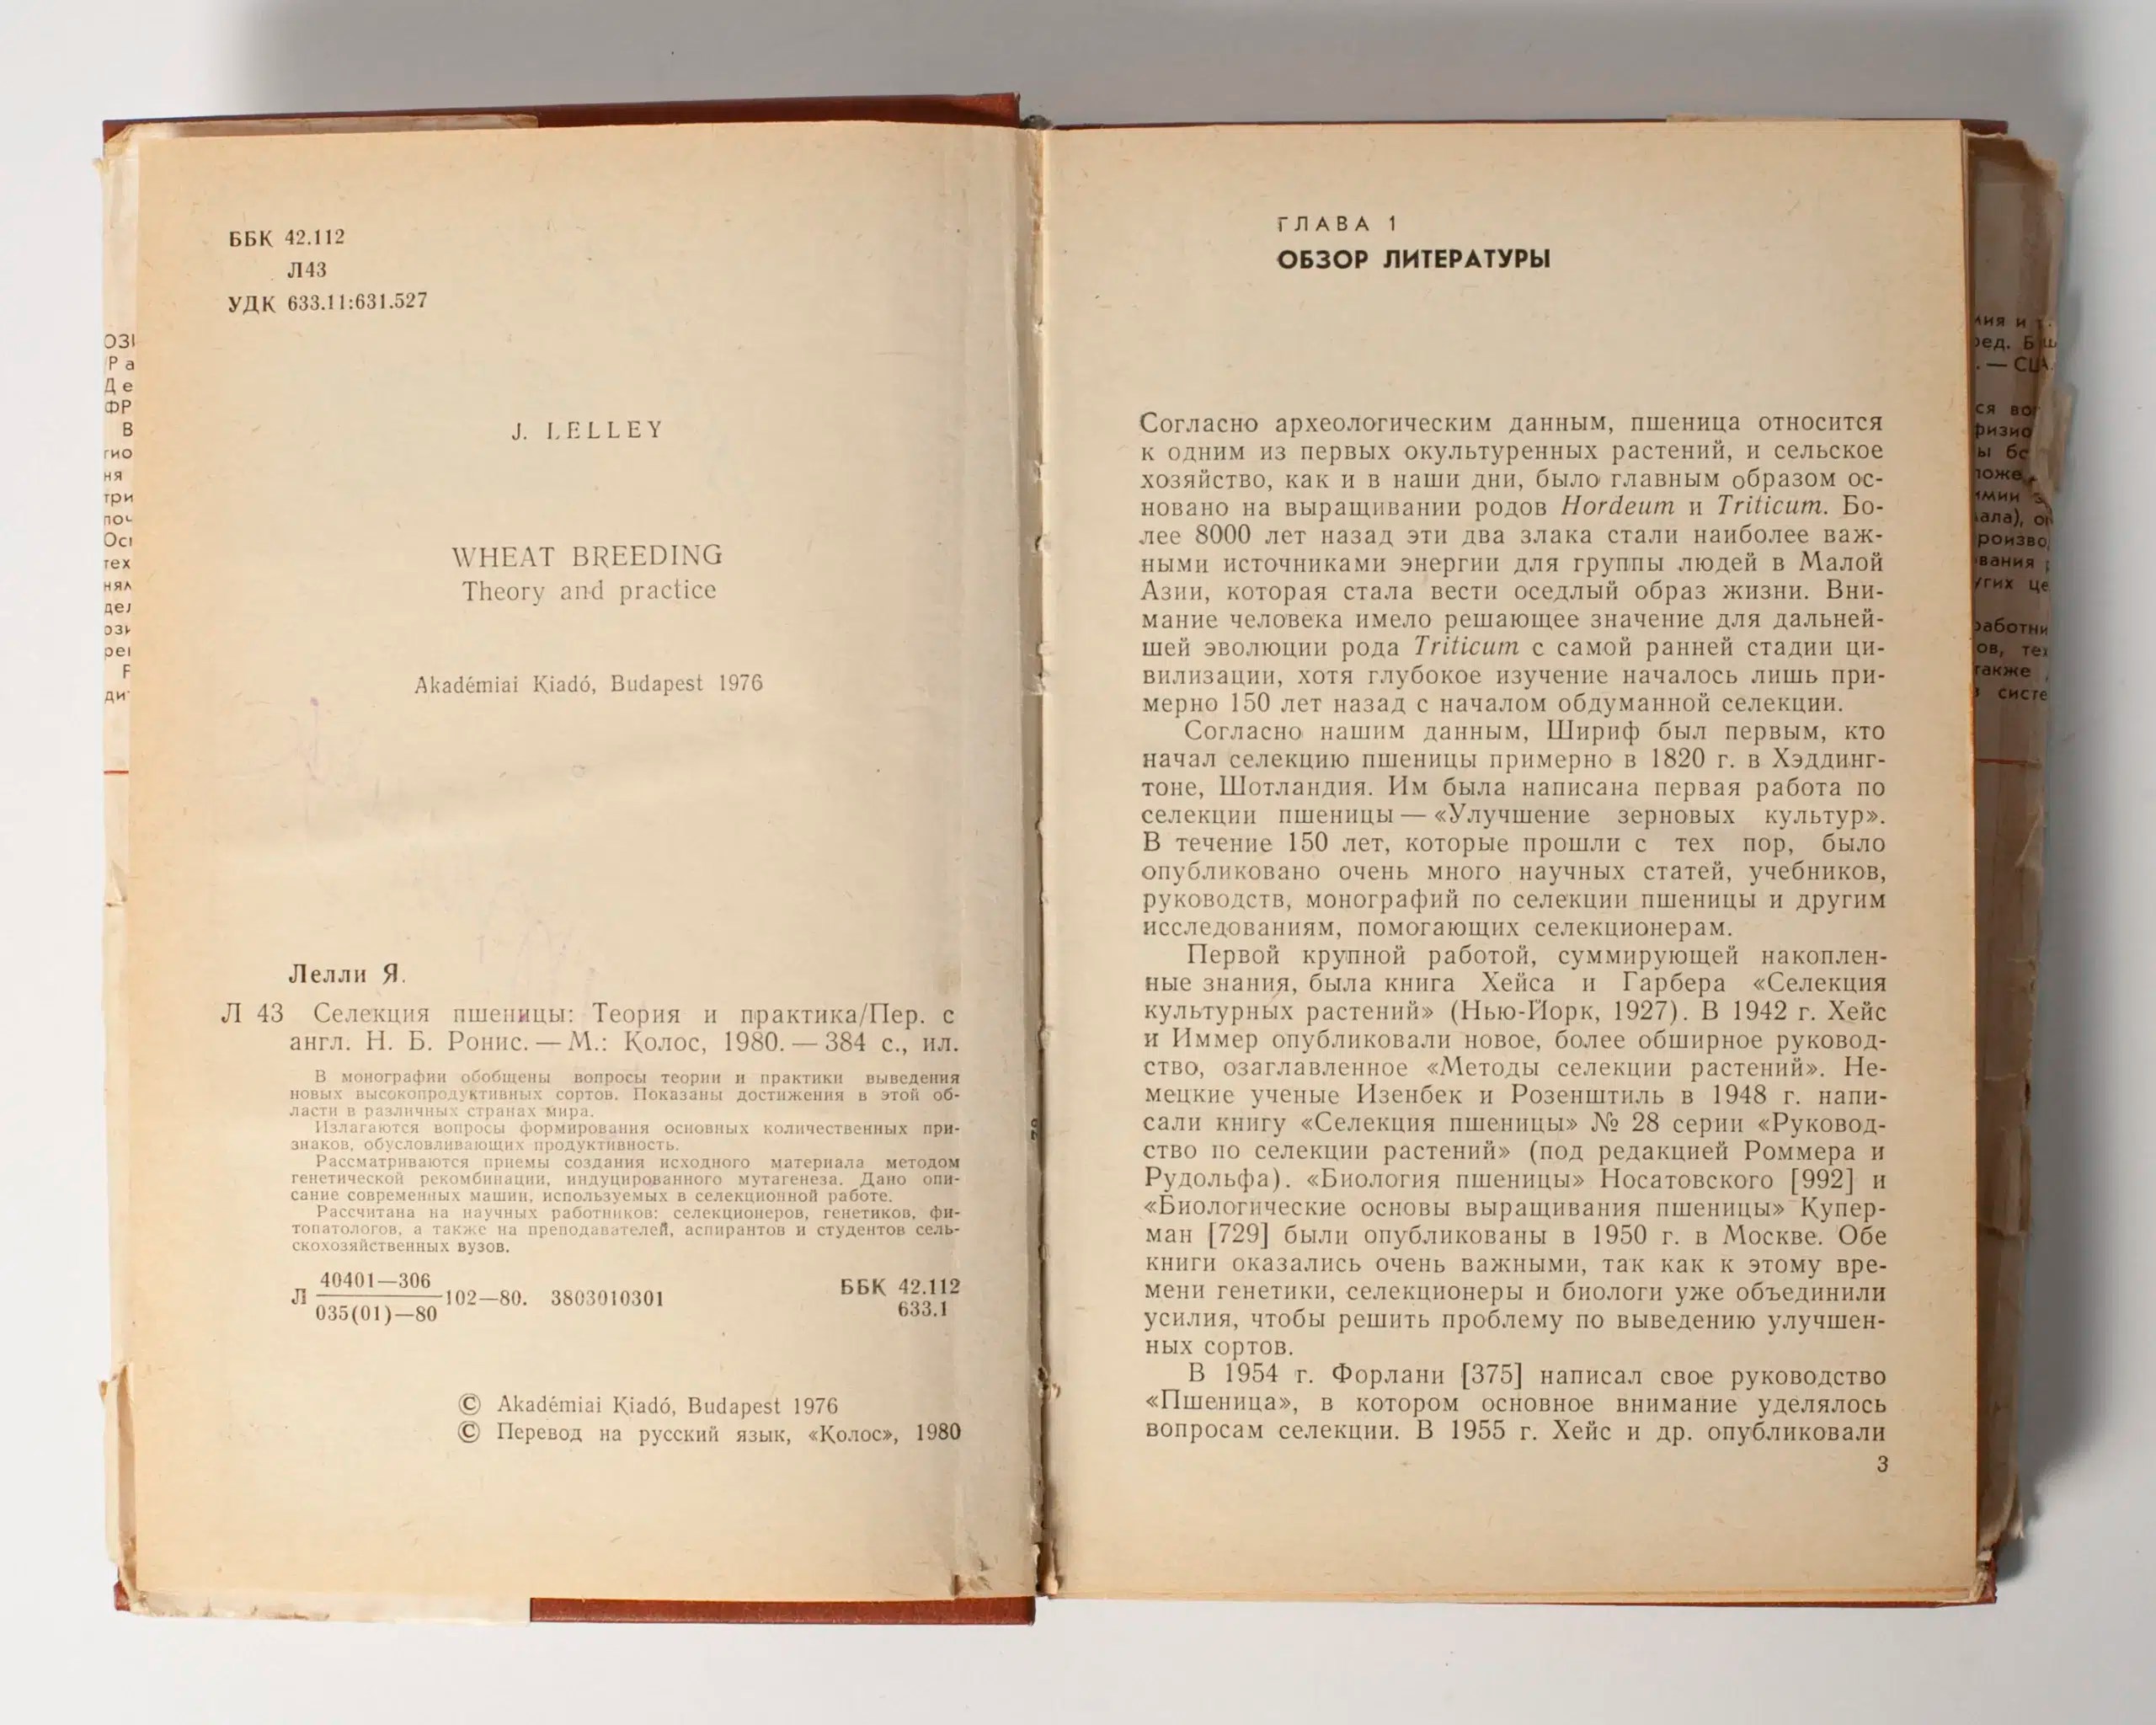 ББК 42.112
Л43
УДК 633.11:631.527
J. LELLEY
WHEAT BREEDING
Theory and practice
Akadémiai Kiadó, Budapest 1976
Лелли Я.
Л 43 Селекция пшеницы: Теория и практика/Пер. с
англ. Н. Б. Ронис. — М.: Колос, 1980. — 384 с., ил.
В монографии обобщены вопросы теории и практики выведения
новых высокопродуктивных сортов. Показаны достижения в этой об-
ласти в различных странах мира.
Излагаются вопросы формирования основных количественных при-
знаков, обусловливающих продуктивность.
Рассматриваются приемы создания исходного материала методом
генетической рекомбинации, индуцированного мутагенеза. Дано опи-
сание современных машин, используемых в селекционной работе.
Рассчитана на научных работников: селекционеров, генетиков, фи-
топатологов, а также на преподавателей, аспирантов и студентов сель-
скохозяйственных вузов.
Л 40401—306
035(01)—80 102—80. 3803010301
ББК 42.112
633.1
© Akadémiai Kiadó, Budapest 1976
© Перевод на русский язык, «Колос», 1980
ГЛАВА 1
ОБЗОР ЛИТЕРАТУРЫ
Согласно археологическим данным, пшеница относится
к одним из первых окультуренных растений, и сельское
хозяйство, как и в наши дни, было главным образом ос-
новано на выращивании родов Hordeum и Triticum. Бо-
лее 8000 лет назад эти два злака стали наиболее важ-
ными источниками энергии для группы людей в Малой
Азии, которая стала вести оседлый образ жизни. Вни-
мание человека имело решающее значение для дальней-
шей эволюции рода Triticum с самой ранней стадии ци-
вилизации, хотя глубокое изучение началось лишь при-
мерно 150 лет назад с началом обдуманной селекции.
Согласно нашим данным, Шириф был первым, кто
начал селекцию пшеницы примерно в 1820 г. в Хэддинг-
тоне, Шотландия. Им была написана первая работа по
селекции пшеницы — «Улучшение зерновых культур».
В течение 150 лет, которые прошли с тех пор, было
опубликовано очень много научных статей, учебников,
руководств, монографий по селекции пшеницы и другим
исследованиям, помогающих селекционерам.
Первой крупной работой, суммирующей накоплен-
ные знания, была книга Хейса и Гарбера «Селекция
культурных растений» (Нью-Йорк, 1927). В 1942 г. Хейс
и Иммер опубликовали новое, более обширное руковод-
ство, озаглавленное «Методы селекции растений». Не-
мецкие ученые Изенбек и Розенштиль в 1948 г. напи-
сали книгу «Селекция пшеницы» № 28 серии «Руковод-
ство по селекции растений» (под редакцией Роммера и
Рудольфа). «Биология пшеницы» Носатовского [992] и
«Биологические основы выращивания пшеницы» Купер-
ман [729] были опубликованы в 1950 г. в Москве. Обе
книги оказались очень важными, так как к этому вре-
мени генетики, селекционеры и биологи уже объединили
усилия, чтобы решить проблему по выведению улучшен-
ных сортов.
В 1954 г. Форлани [375] написал свое руководство
«Пшеница», в котором основное внимание уделялось
вопросам селекции. В 1955 г. Хейс и др. опубликовали
3